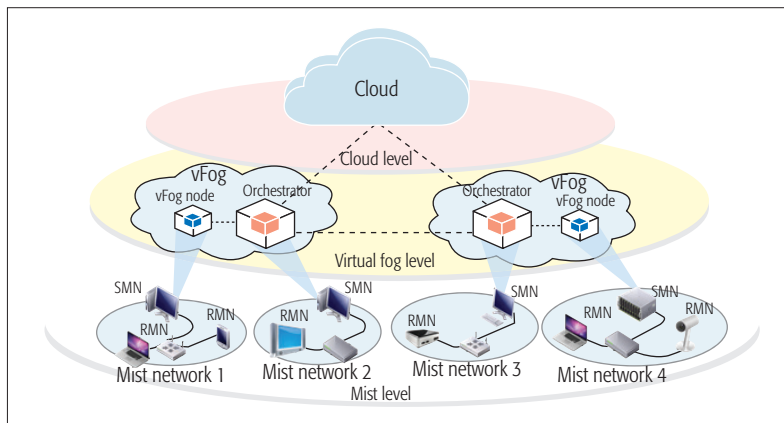 Cloud
Cloud level
vFog
vFog node
Orchestrator
Orchestrator
vFog
vFog node
Virtual fog level
SMN
RMN
RMN
Mist network 1
SMN
RMN
Mist network 2
SMN
RMN
Mist network 3
SMN
RMN
RMN
Mist network 4
Mist level